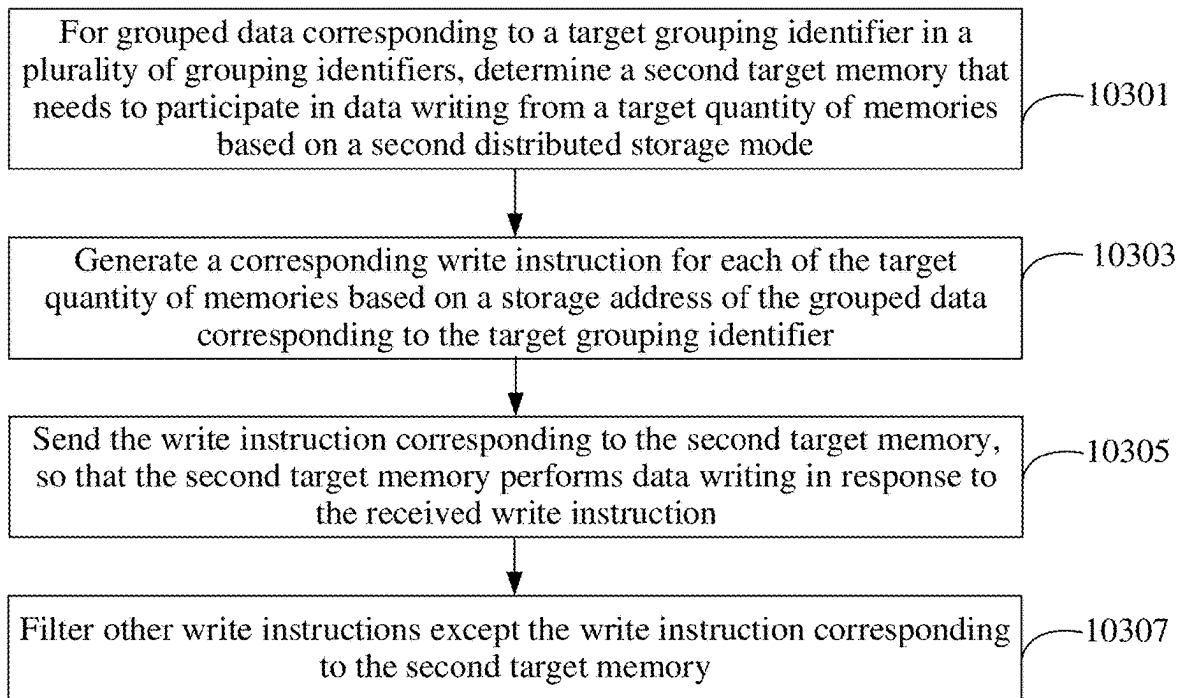 For grouped data corresponding to a target grouping identifier in a
plurality of grouping identifiers, determine a second target memory that
needs to participate in data writing from a target quantity of memories
based on a second distributed storage mode
10301
Generate a corresponding write instruction for each of the target
quantity of memories based on a storage address of the grouped data
corresponding to the target grouping identifier
10303
Send the write instruction corresponding to the second target memory,
so that the second target memory performs data writing in response to
the received write instruction
10305
Filter other write instructions except the write instruction corresponding
to the second target memory
10307